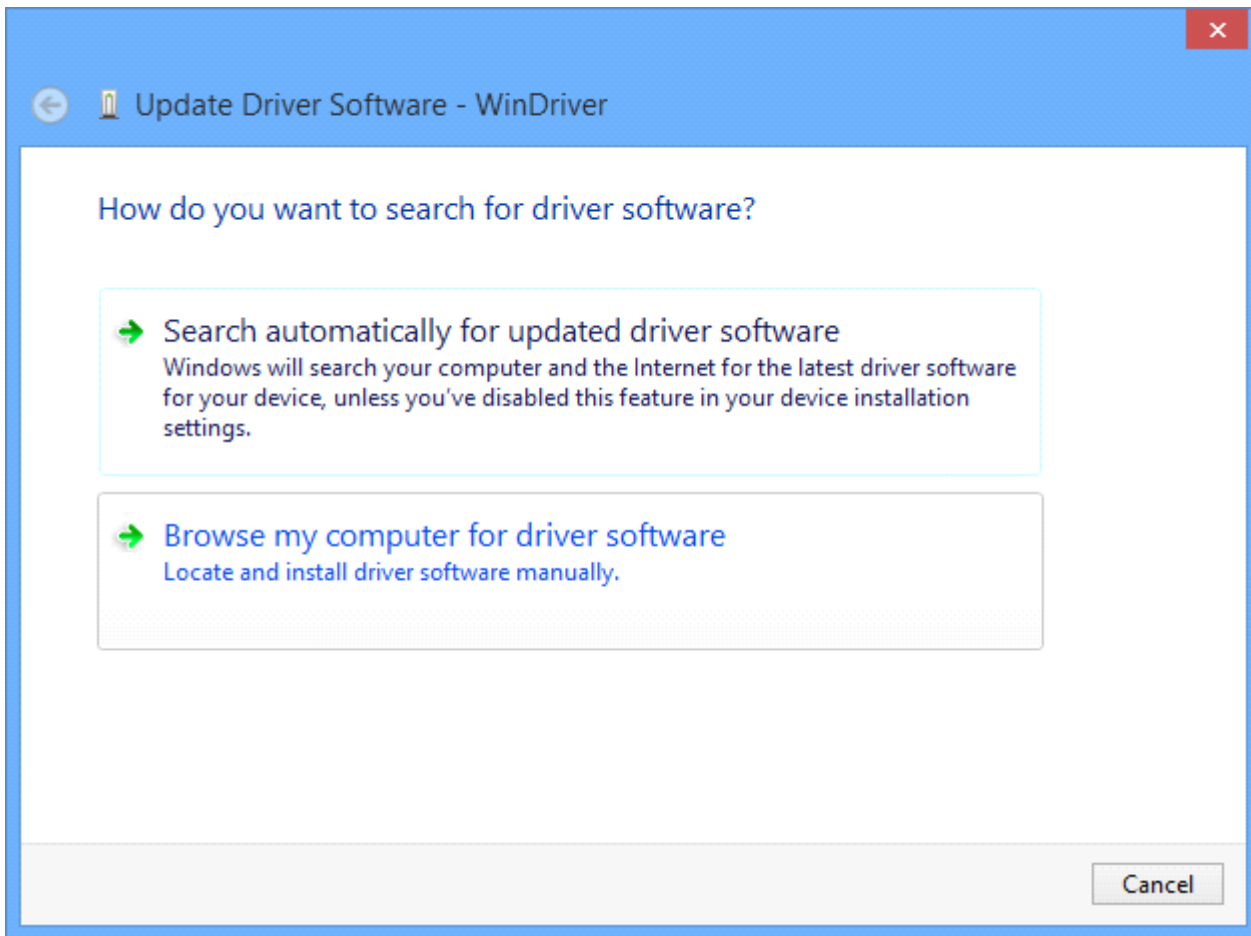 Update Driver Software - WinDriver
How do you want to search for driver software?
Search automatically for updated driver software
Windows will search your computer and the Internet for the latest driver software
for your device, unless you've disabled this feature in your device installation
settings.
Browse my computer for driver software
Locate and install driver software manually.
Cancel